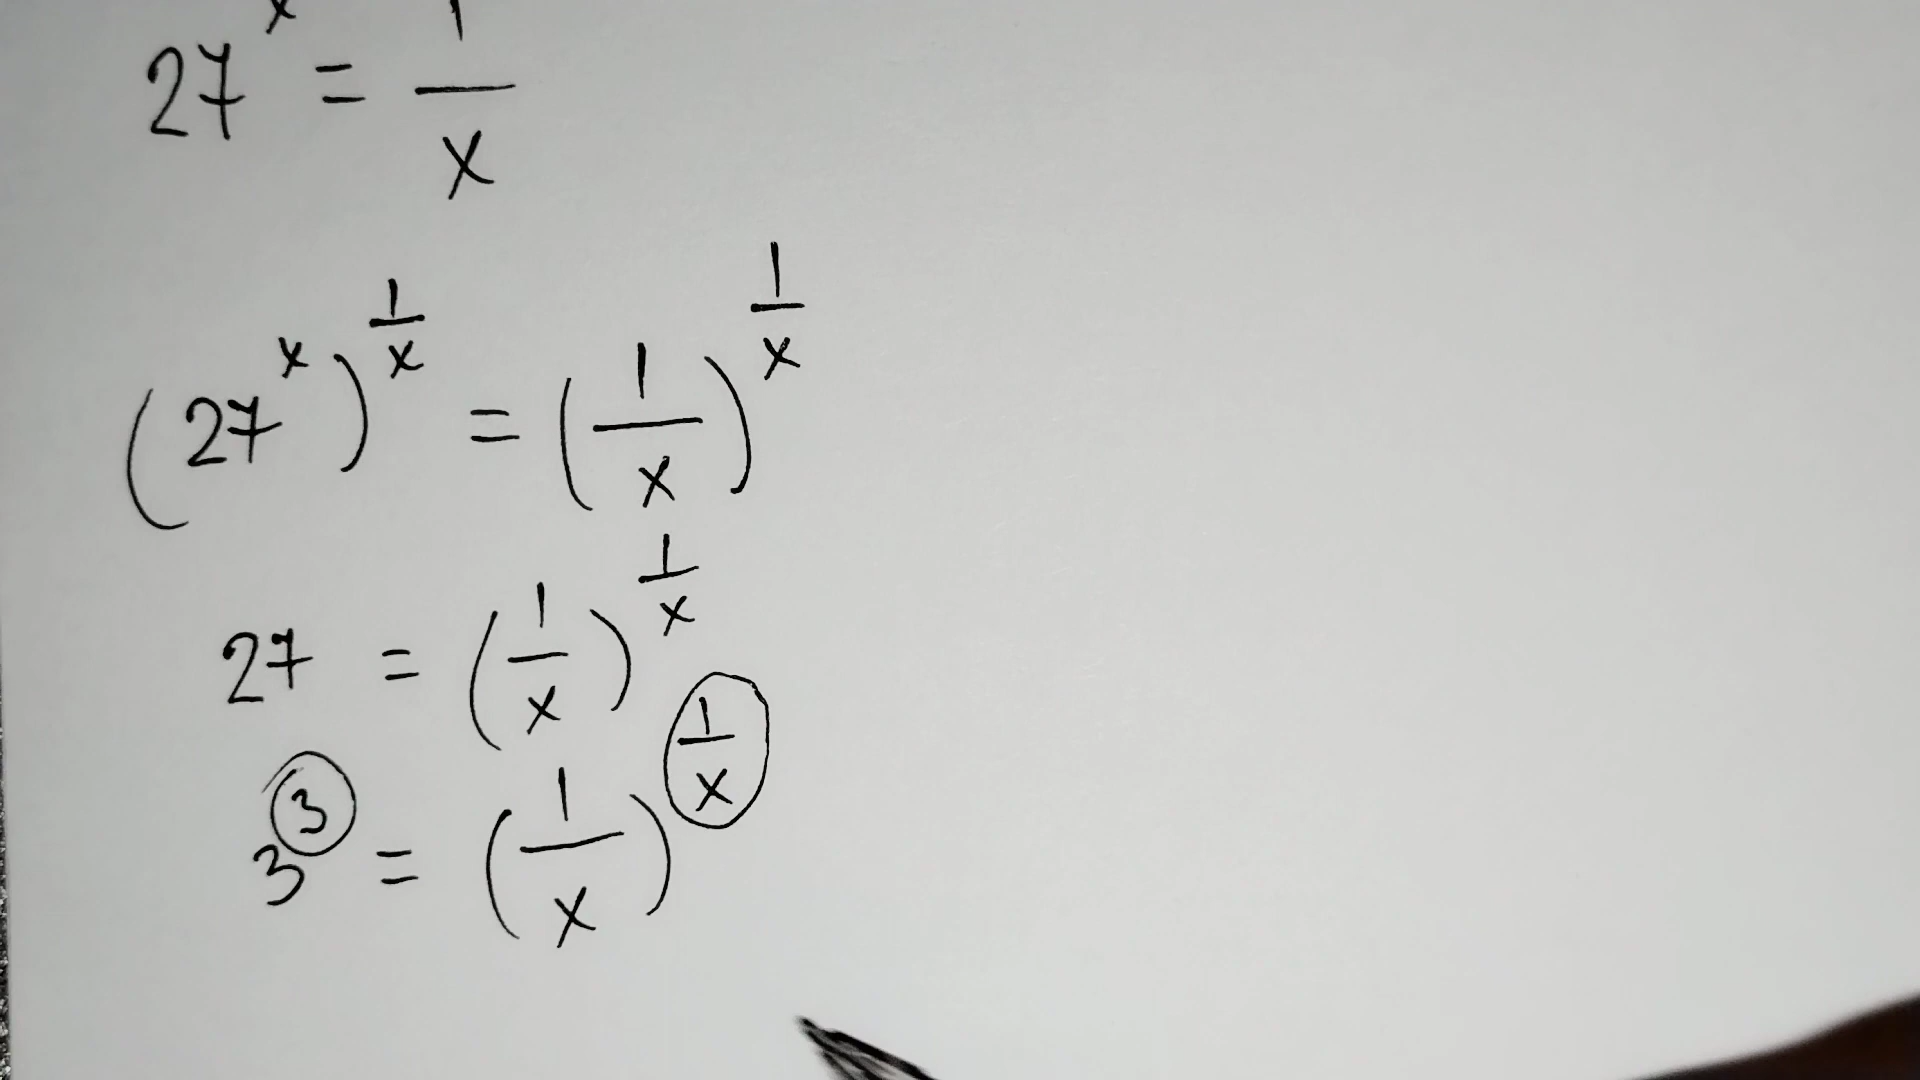 27^x = 1/x
(27^x)^(1/x) = (1/x)^(1/x)
27 = (1/x)^(1/x)
3^3 = (1/x)^(1/x)